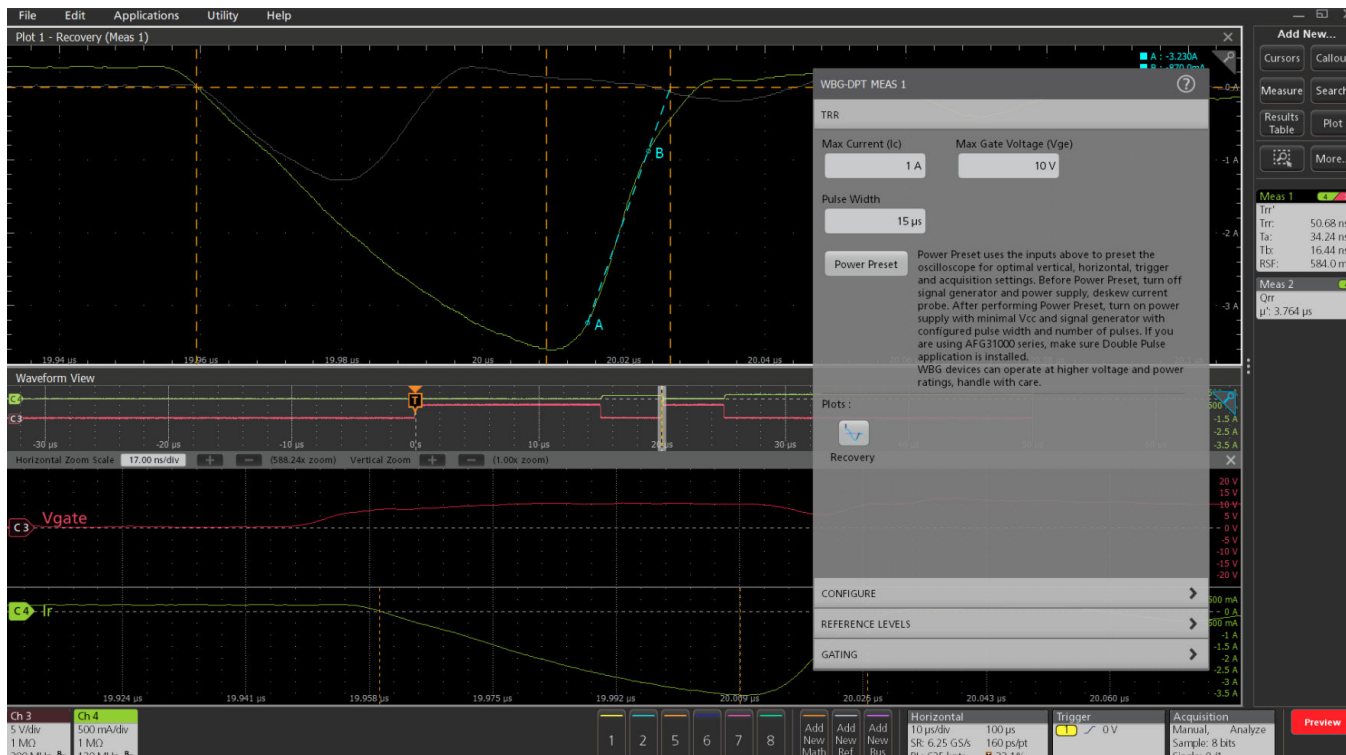 File Edit Applications Utility Help
Plot 1 - Recovery (Meas 1)
A : -3.230A
B : -870.0mA
0 A
-1 A
-2 A
-3 A
A
B
19.94 µs 19.96 µs 19.98 µs 20 µs 20.02 µs 20.04 µs
WBG-DPT MEAS 1
?
TRR
Max Current (Ic) Max Gate Voltage (Vge)
1 A 10 V
Pulse Width
15 µs
Power Preset
Power Preset uses the inputs above to preset the
oscilloscope for optimal vertical, horizontal, trigger
and acquisition settings. Before Power Preset, turn off
signal generator and power supply, deskew current
probe. After performing Power Preset, turn on power
supply with minimal Vcc and signal generator with
configured pulse width and number of pulses. If you
are using AFG31000 series, make sure Double Pulse
application is installed.
WBG devices can operate at higher voltage and power
ratings, handle with care.
Plots :
Recovery
CONFIGURE
REFERENCE LEVELS
GATING
Waveform View
C4
C3
T
-30 µs -20 µs -10 µs 0 s 10 µs 20 µs 30 µs
-1.5 A
-2.5 A
-3.5 A
Horizontal Zoom Scale 17.00 ns/div + − (588.24x zoom) Vertical Zoom + − (1.00x zoom)
C3 Vgate
20 V
15 V
10 V
5 V
0 V
-5 V
-10 V
-15 V
-20 V
C4 Ir
500 mA
0 A
-500 mA
-1 A
-1.5 A
-2 A
-2.5 A
-3 A
-3.5 A
19.924 µs 19.941 µs 19.958 µs 19.975 µs 19.992 µs 20.009 µs 20.026 µs 20.043 µs 20.060 µs
Add New...
Cursors Callou
Measure Search
Results Table Plot
More...
Meas 1 4
Trr'
Trr: 50.68 ns
Ta: 34.24 ns
Tb: 16.44 ns
RSF: 584.0 m
Meas 2
Qrr
µ': 3.764 µs
Ch 3
5 V/div
1 MΩ
Ch 4
500 mA/div
1 MΩ
120 MHz
1 2 5 6 7 8
Add New Math
Add New Ref
Add New Bus
Horizontal
10 µs/div 100 µs
SR: 6.25 GS/s 160 ps/pt
Trigger
1 0 V
Acquisition
Manual, Analyze
Sample: 8 bits
Preview